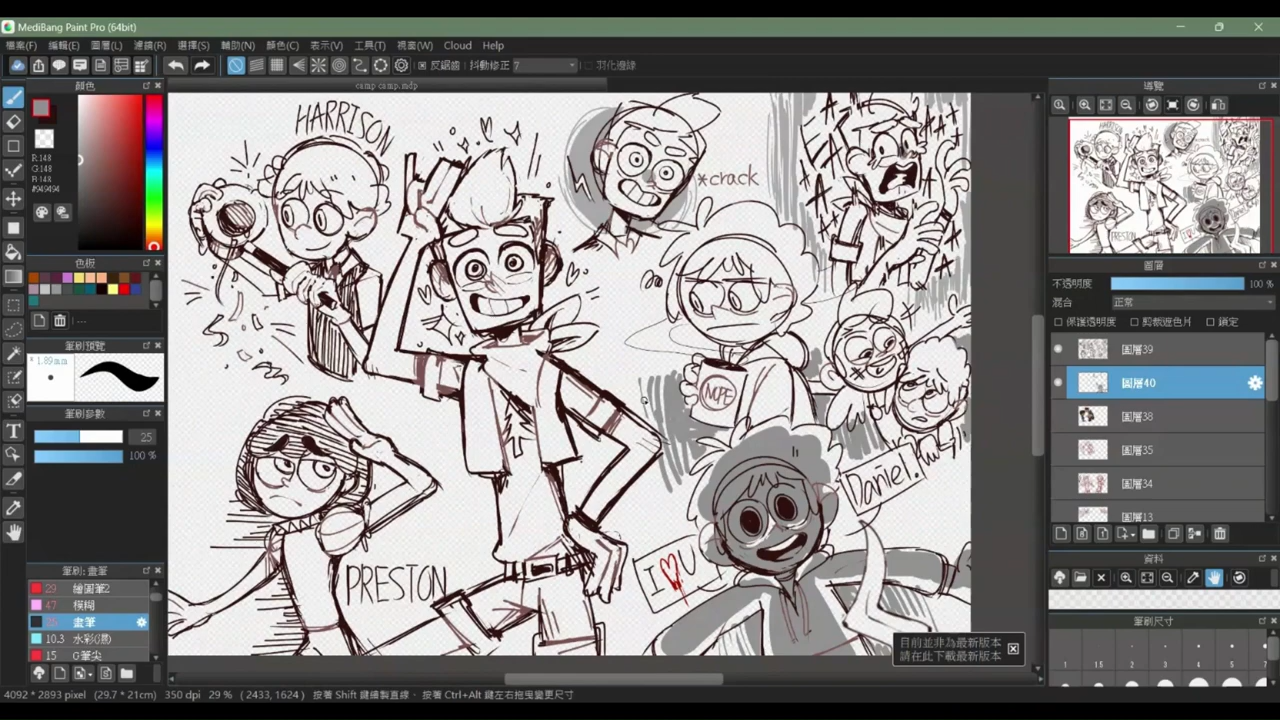 MediBang Paint Pro (64bit)
檔案(F) 編輯(E) 圖層(L) 濾鏡(R) 選擇(S) 輔助(N) 顏色(C) 表示(V) 工具(T) 視窗(W) Cloud Help
反鋸齒 抖動修正 7 羽化邊緣
顏色
camp camp.mdp
導覽
R:148
G:148
B:148
#949494
色板
---
筆刷預覽
1.89mm
筆刷參數
25
100 %
筆刷: 畫筆
29 繪圖筆2
47 模糊
25 畫筆
10.3 水彩(濕)
15 G筆尖
HARRISON
*crack
NOPE
Daniel.
I U
PRESTON
圖層
不透明度 100 %
混合 正常
保護透明度 剪裁遮色片 鎖定
圖層39
圖層40
圖層38
圖層35
圖層34
圖層13
資料
筆刷尺寸
1 1.5 2 3 4 5 7
目前並非為最新版本
請在此下載最新版本
4092 * 2893 pixel (29.7 * 21cm) 350 dpi 29 % ( 2433, 1624 ) 按著 Shift 鍵繪製直線・按著 Ctrl+Alt 鍵左右拖曳變更尺寸